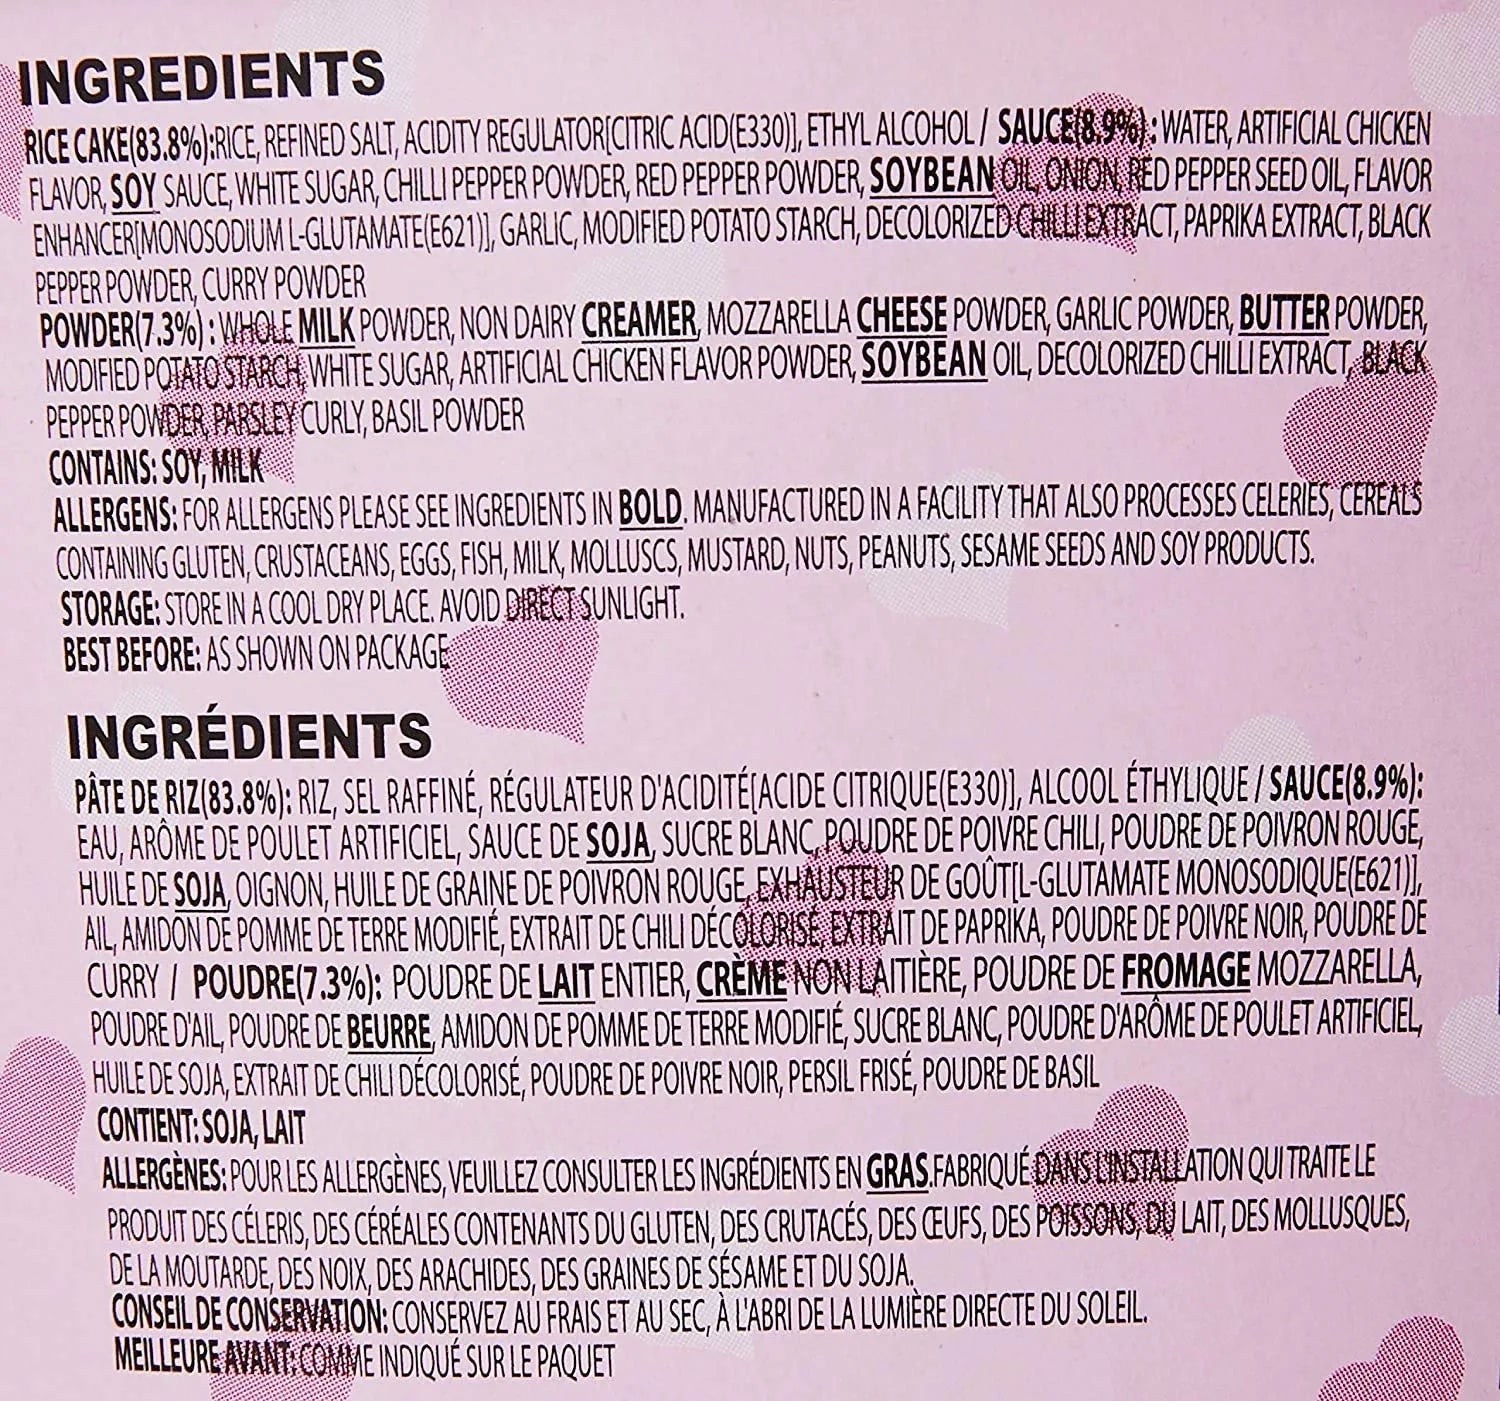 INGREDIENTS
RICE CAKE(83.8%):RICE, REFINED SALT, ACIDITY REGULATOR[CITRIC ACID(E330)], ETHYL ALCOHOL / SAUCE(8.9%) : WATER, ARTIFICIAL CHICKEN
FLAVOR, SOY SAUCE, WHITE SUGAR, CHILLI PEPPER POWDER, RED PEPPER POWDER, SOYBEAN OIL, ONION, RED PEPPER SEED OIL, FLAVOR
ENHANCER[MONOSODIUM L-GLUTAMATE(E621)], GARLIC, MODIFIED POTATO STARCH, DECOLORIZED CHILLI EXTRACT, PAPRIKA EXTRACT, BLACK
PEPPER POWDER, CURRY POWDER
POWDER(7.3%) : WHOLE MILK POWDER, NON DAIRY CREAMER, MOZZARELLA CHEESE POWDER, GARLIC POWDER, BUTTER POWDER,
MODIFIED POTATO STARCH, WHITE SUGAR, ARTIFICIAL CHICKEN FLAVOR POWDER, SOYBEAN OIL, DECOLORIZED CHILLI EXTRACT, BLACK
PEPPER POWDER, PARSLEY CURLY, BASIL POWDER
CONTAINS: SOY, MILK
ALLERGENS: FOR ALLERGENS PLEASE SEE INGREDIENTS IN BOLD. MANUFACTURED IN A FACILITY THAT ALSO PROCESSES CELERIES, CEREALS
CONTAINING GLUTEN, CRUSTACEANS, EGGS, FISH, MILK, MOLLUSCS, MUSTARD, NUTS, PEANUTS, SESAME SEEDS AND SOY PRODUCTS.
STORAGE: STORE IN A COOL DRY PLACE. AVOID DIRECT SUNLIGHT.
BEST BEFORE: AS SHOWN ON PACKAGE
INGRÉDIENTS
PÂTE DE RIZ(83.8%): RIZ, SEL RAFFINÉ, RÉGULATEUR D'ACIDITÉ[ACIDE CITRIQUE(E330)], ALCOOL ÉTHYLIQUE / SAUCE(8.9%):
EAU, ARÔME DE POULET ARTIFICIEL, SAUCE DE SOJA, SUCRE BLANC, POUDRE DE POIVRE CHILI, POUDRE DE POIVRON ROUGE,
HUILE DE SOJA, OIGNON, HUILE DE GRAINE DE POIVRON ROUGE, EXHAUSTEUR DE GOÛT[L-GLUTAMATE MONOSODIQUE(E621)],
AIL, AMIDON DE POMME DE TERRE MODIFIÉ, EXTRAIT DE CHILI DÉCOLORISÉ, EXTRAIT DE PAPRIKA, POUDRE DE POIVRE NOIR, POUDRE DE
CURRY / POUDRE(7.3%): POUDRE DE LAIT ENTIER, CRÈME NON LAITIÈRE, POUDRE DE FROMAGE MOZZARELLA,
POUDRE D'AIL, POUDRE DE BEURRE, AMIDON DE POMME DE TERRE MODIFIÉ, SUCRE BLANC, POUDRE D'ARÔME DE POULET ARTIFICIEL,
HUILE DE SOJA, EXTRAIT DE CHILI DÉCOLORISÉ, POUDRE DE POIVRE NOIR, PERSIL FRISÉ, POUDRE DE BASIL
CONTIENT: SOJA, LAIT
ALLERGÈNES: POUR LES ALLERGÈNES, VEUILLEZ CONSULTER LES INGRÉDIENTS EN GRAS.FABRIQUÉ DANS L'INSTALLATION QUI TRAITE LE
PRODUIT DES CÉLERIS, DES CÉRÉALES CONTENANTS DU GLUTEN, DES CRUTACÉS, DES ŒUFS, DES POISSONS, DU LAIT, DES MOLLUSQUES,
DE LA MOUTARDE, DES NOIX, DES ARACHIDES, DES GRAINES DE SÉSAME ET DU SOJA.
CONSEIL DE CONSERVATION: CONSERVEZ AU FRAIS ET AU SEC, À L'ABRI DE LA LUMIÈRE DIRECTE DU SOLEIL.
MEILLEURE AVANT: COMME INDIQUÉ SUR LE PAQUET